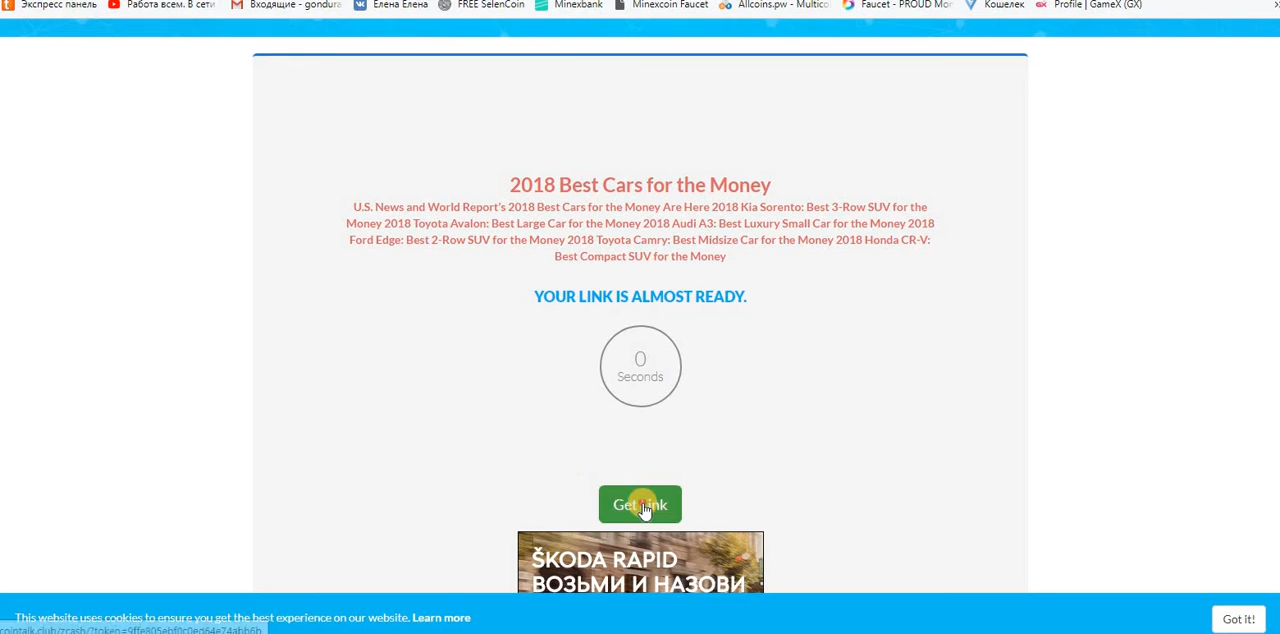 Экспресс панель Работа всем. В сети Входящие - gondura Елена Елена FREE SelenCoin Minexbank Minexcoin Faucet Allcoins.pw - Multico Faucet - PROUD Mon Кошелек Profile | GameX (GX)
2018 Best Cars for the Money
U.S. News and World Report's 2018 Best Cars for the Money Are Here 2018 Kia Sorento: Best 3-Row SUV for the
Money 2018 Toyota Avalon: Best Large Car for the Money 2018 Audi A3: Best Luxury Small Car for the Money 2018
Ford Edge: Best 2-Row SUV for the Money 2018 Toyota Camry: Best Midsize Car for the Money 2018 Honda CR-V:
Best Compact SUV for the Money
YOUR LINK IS ALMOST READY.
0
Seconds
Get Link
ŠKODA RAPID
ВОЗЬМИ И НАЗОВИ
This website uses cookies to ensure you get the best experience on our website. Learn more
Got it!